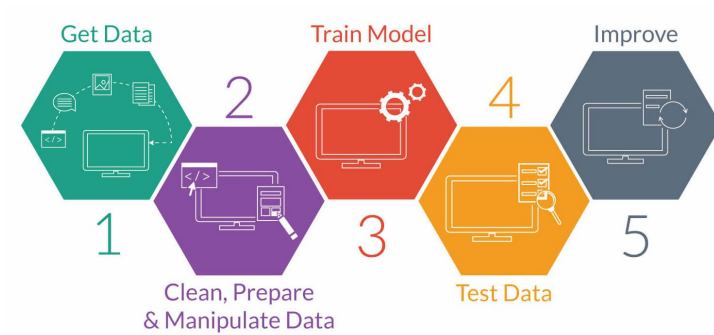 Get Data
1
2
Clean, Prepare
& Manipulate Data
Train Model
3
4
Test Data
Improve
5
</>
</>